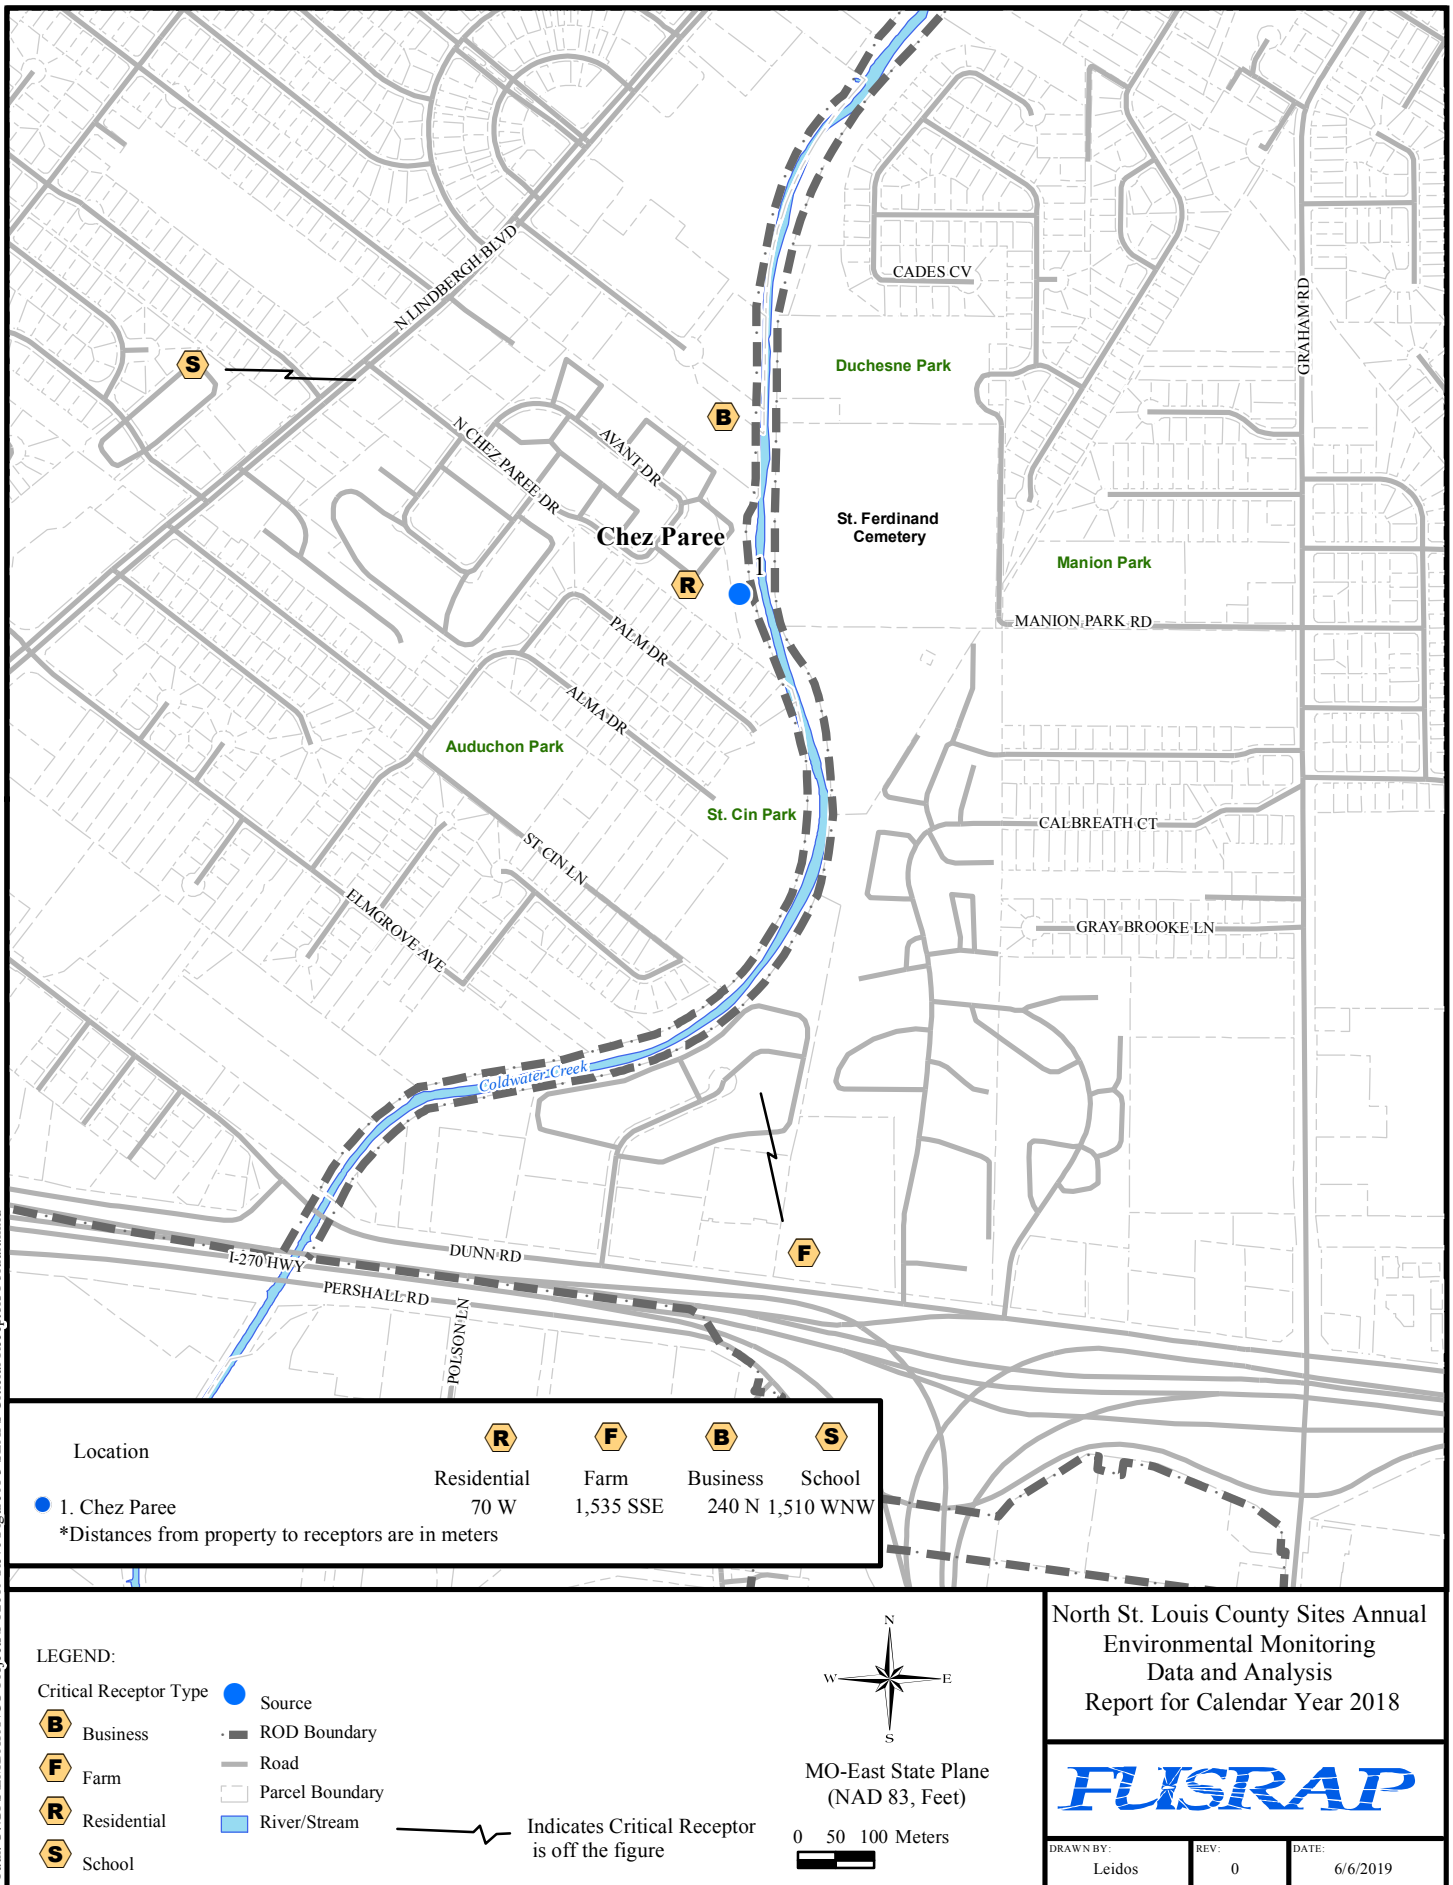 N LINDBERGH BLVD
CADES CV
GRAHAM RD
S
Duchesne Park
B
N CHEZ PAREE DR
AVANT DR
Chez Paree
St. Ferdinand
Cemetery
1
R
Manion Park
MANION PARK RD
PALM DR
ALMA DR
Auduchon Park
St. Cin Park
CALBREATH CT
ST CIN LN
ELMGROVE AVE
GRAY BROOKE LN
Coldwater Creek
F
DUNN RD
I-270 HWY
PERSHALL RD
POLSON LN
Location
R F B S
Residential Farm Business School
1. Chez Paree 70 W 1,535 SSE 240 N 1,510 WNW
*Distances from property to receptors are in meters
LEGEND:
Critical Receptor Type
B Business
F Farm
R Residential
S School
Source
ROD Boundary
Road
Parcel Boundary
River/Stream
Indicates Critical Receptor
is off the figure
N
W E
S
MO-East State Plane
(NAD 83, Feet)
0 50 100 Meters
North St. Louis County Sites Annual
Environmental Monitoring
Data and Analysis
Report for Calendar Year 2018
FUSRAP
DRAWN BY: REV: DATE:
Leidos 0 6/6/2019